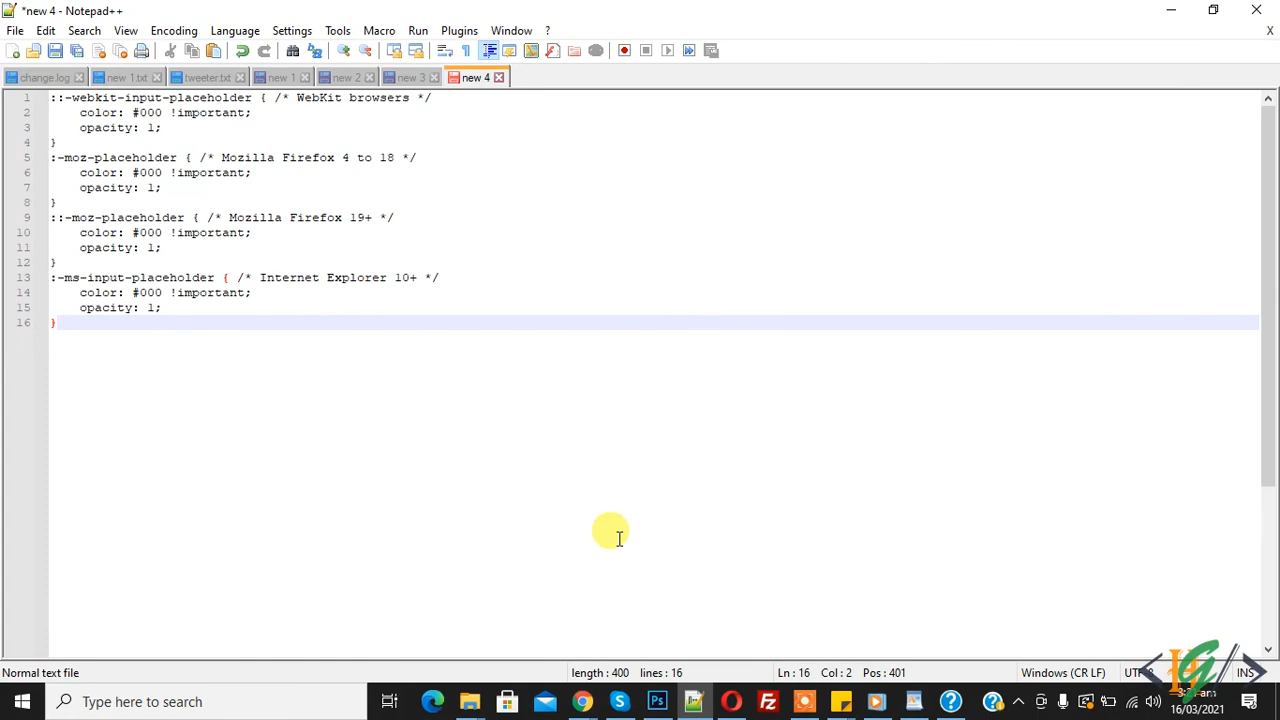 *new 4 - Notepad++
File Edit Search View Encoding Language Settings Tools Macro Run Plugins Window ? X
change.log new 1.txt tweeter.txt new 1 new 2 new 3 new 4
1 ::-webkit-input-placeholder { /* WebKit browsers */
2 color: #000 !important;
3 opacity: 1;
4 }
5 :-moz-placeholder { /* Mozilla Firefox 4 to 18 */
6 color: #000 !important;
7 opacity: 1;
8 }
9 ::-moz-placeholder { /* Mozilla Firefox 19+ */
10 color: #000 !important;
11 opacity: 1;
12 }
13 :-ms-input-placeholder { /* Internet Explorer 10+ */
14 color: #000 !important;
15 opacity: 1;
16 }
Normal text file length : 400 lines : 16 Ln : 16 Col : 2 Pos : 401 Windows (CR LF) INS
Type here to search
16/03/2021